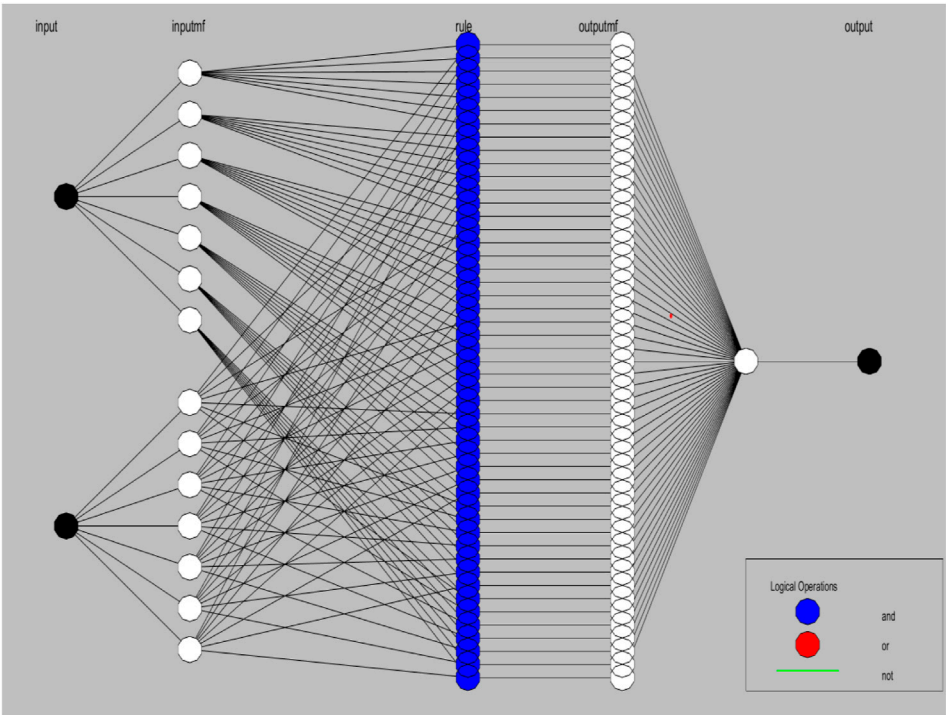 input inputmf rule outputmf output
Logical Operations
and
or
not